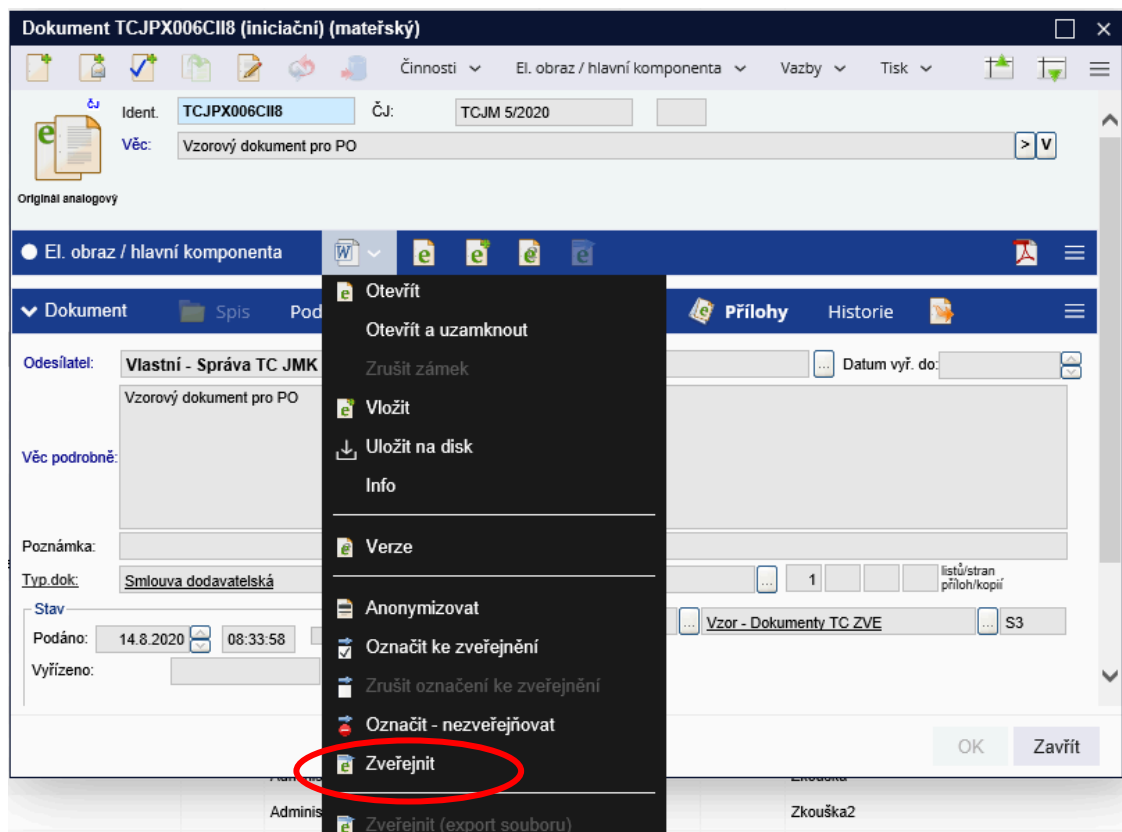 Dokument TCJPX006CII8 (iniciační) (mateřský)
Činnosti El. obraz / hlavní komponenta Vazby Tisk
ČJ
Ident. TCJPX006CII8 ČJ: TCJM 5/2020
Věc: Vzorový dokument pro PO > V
Originál analogový
El. obraz / hlavní komponenta
Dokument Spis Pod Přílohy Historie
Otevřít
Otevřít a uzamknout
Zrušit zámek
Vložit
Uložit na disk
Info
Verze
Anonymizovat
Označit ke zveřejnění
Zrušit označení ke zveřejnění
Označit - nezveřejňovat
Zveřejnit
Zveřejnit (export souboru)
Odesílatel: Vlastní - Správa TC JMK ... Datum vyř. do:
Věc podrobně: Vzorový dokument pro PO
Poznámka:
Typ.dok: Smlouva dodavatelská ... 1 listů/stran
příloh/kopií
Stav
Podáno: 14.8.2020 08:33:58 ... Vzor - Dokumenty TC ZVE ... S3
Vyřízeno:
OK Zavřít
Adminis Zkouška2